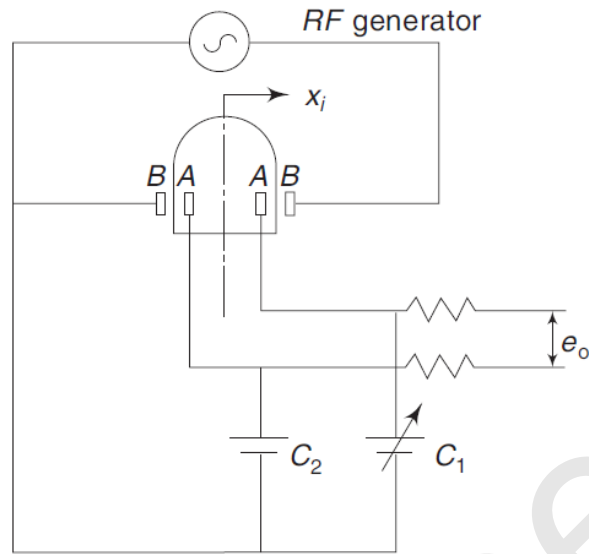 RF generator
xᵢ
B A A B
eₒ
C₂ C₁